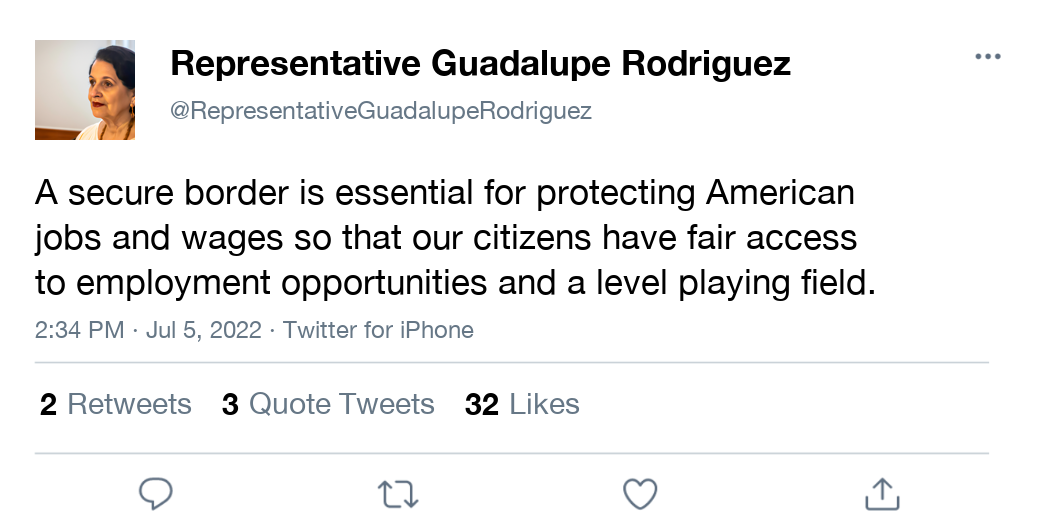 Representative Guadalupe Rodriguez
@RepresentativeGuadalupeRodriguez
A secure border is essential for protecting American
jobs and wages so that our citizens have fair access
to employment opportunities and a level playing field.
2:34 PM · Jul 5, 2022 · Twitter for iPhone
2 Retweets 3 Quote Tweets 32 Likes